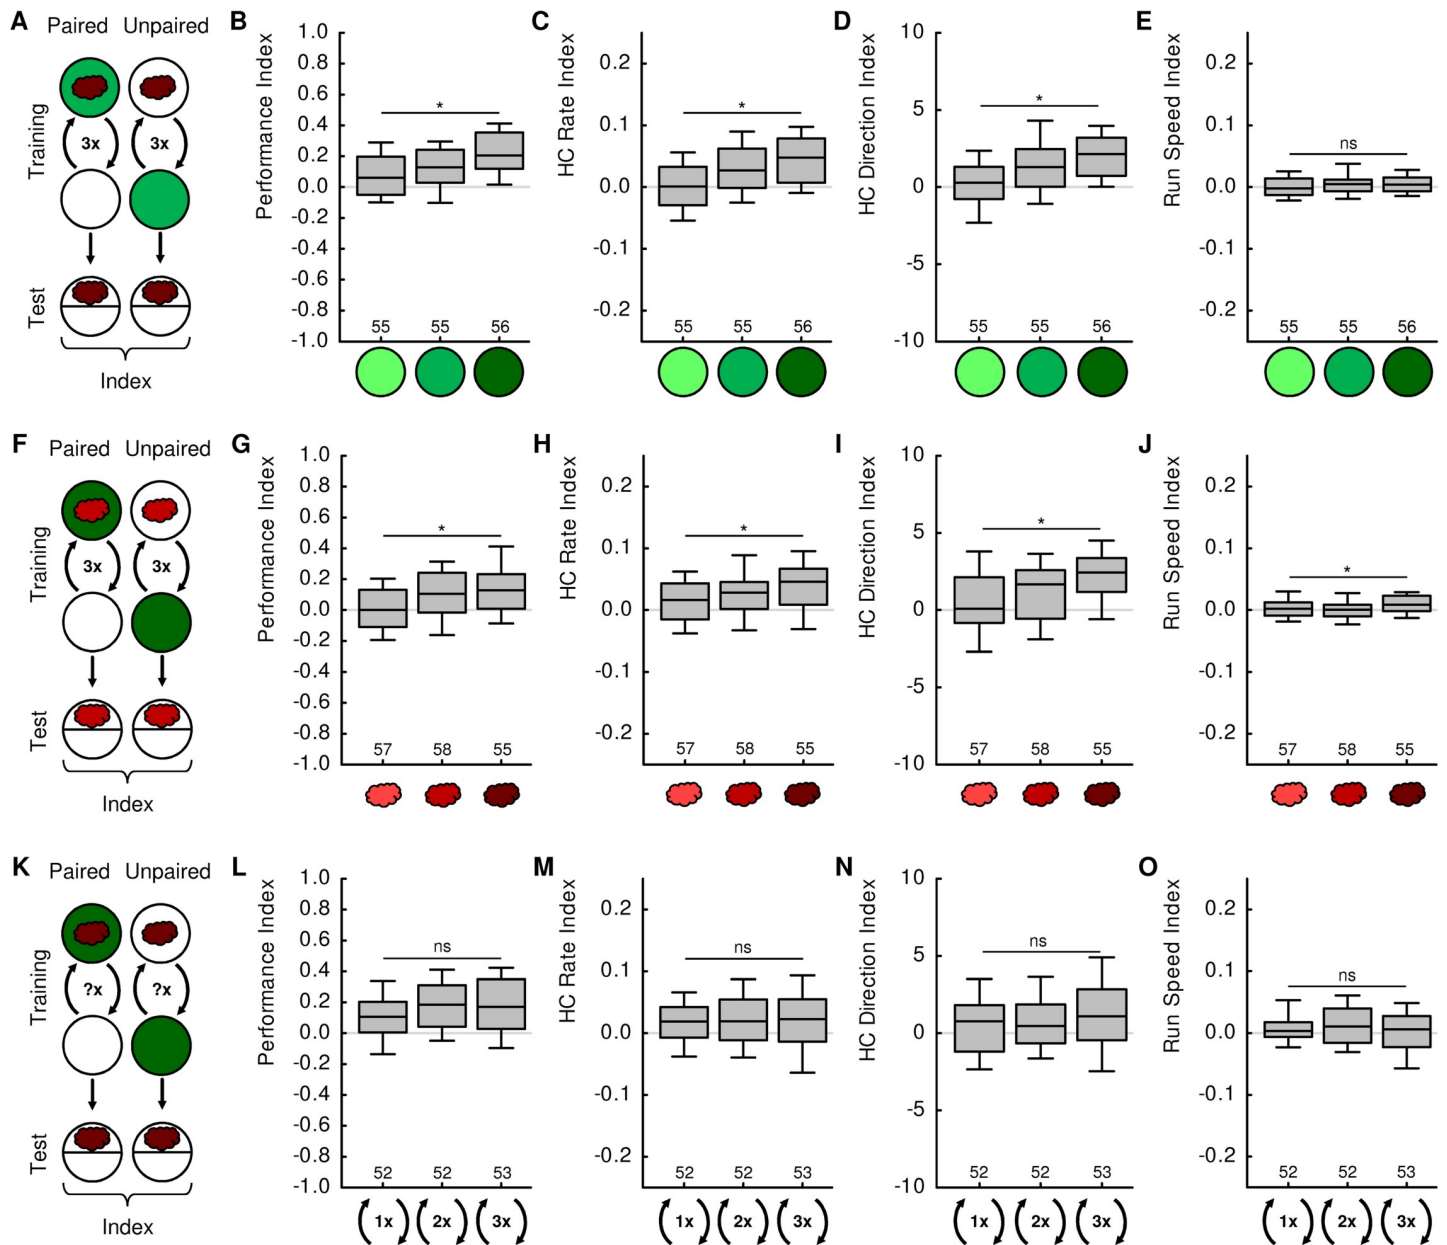 A Paired Unpaired
Training
3x 3x
Test
Index
B
Performance Index
1.0
0.8
0.6
0.4
0.2
0.0
-0.2
-0.4
-0.6
-0.8
-1.0
*
55 55 56
C
HC Rate Index
0.2
0.1
0.0
-0.1
-0.2
*
55 55 56
D
HC Direction Index
10
5
0
-5
-10
*
55 55 56
E
Run Speed Index
0.2
0.1
0.0
-0.1
-0.2
ns
55 55 56
F Paired Unpaired
Training
3x 3x
Test
Index
G
Performance Index
1.0
0.8
0.6
0.4
0.2
0.0
-0.2
-0.4
-0.6
-0.8
-1.0
*
57 58 55
H
HC Rate Index
0.2
0.1
0.0
-0.1
-0.2
*
57 58 55
I
HC Direction Index
10
5
0
-5
-10
*
57 58 55
J
Run Speed Index
0.2
0.1
0.0
-0.1
-0.2
*
57 58 55
K Paired Unpaired
Training
?x ?x
Test
Index
L
Performance Index
1.0
0.8
0.6
0.4
0.2
0.0
-0.2
-0.4
-0.6
-0.8
-1.0
ns
52 52 53
1x 2x 3x
M
HC Rate Index
0.2
0.1
0.0
-0.1
-0.2
ns
52 52 53
1x 2x 3x
N
HC Direction Index
10
5
0
-5
-10
ns
52 52 53
1x 2x 3x
O
Run Speed Index
0.2
0.1
0.0
-0.1
-0.2
ns
52 52 53
1x 2x 3x